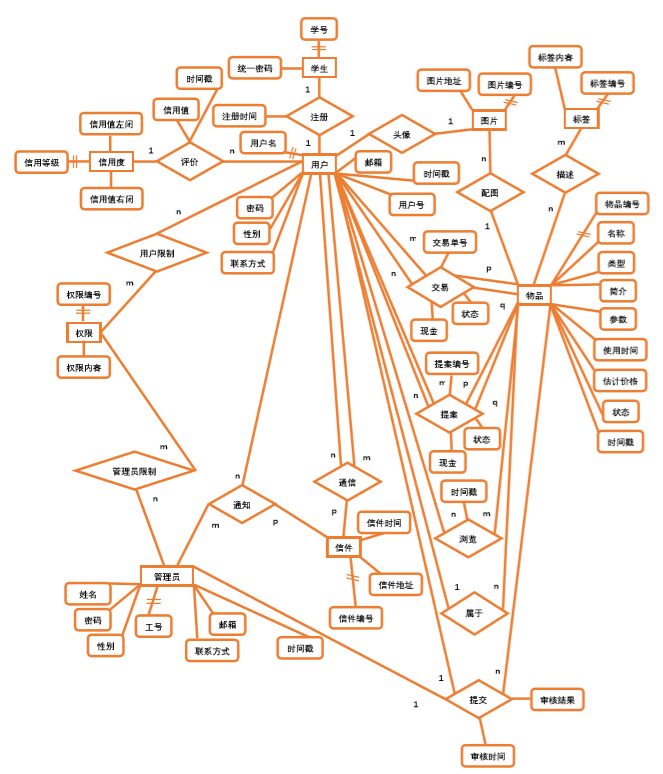 学号
统一密码
学生
时间戳
图片地址
图片编号
标签内容
标签编号
1
信用值
注册时间
注册
头像
图片
标签
信用值左闭
1
1
用户名
1
m
信用等级
信用度
1
评价
n
用户
邮箱
n
描述
信用值右闭
时间戳
配图
密码
用户号
n
物品编号
n
性别
1
名称
用户限制
联系方式
m
交易单号
类型
m
n
交易
p
物品
简介
权限编号
状态
q
参数
权限
现金
使用时间
权限内容
提案编号
估计价格
m
p
n
提案
q
状态
状态
m
现金
时间戳
管理员限制
n
n
m
通信
时间戳
n
通知
p
n
m
m
p
信件时间
浏览
信件
管理员
信件地址
1
n
姓名
属于
密码
工号
邮箱
信件编号
性别
联系方式
时间戳
1
n
1
提交
审核结果
审核时间